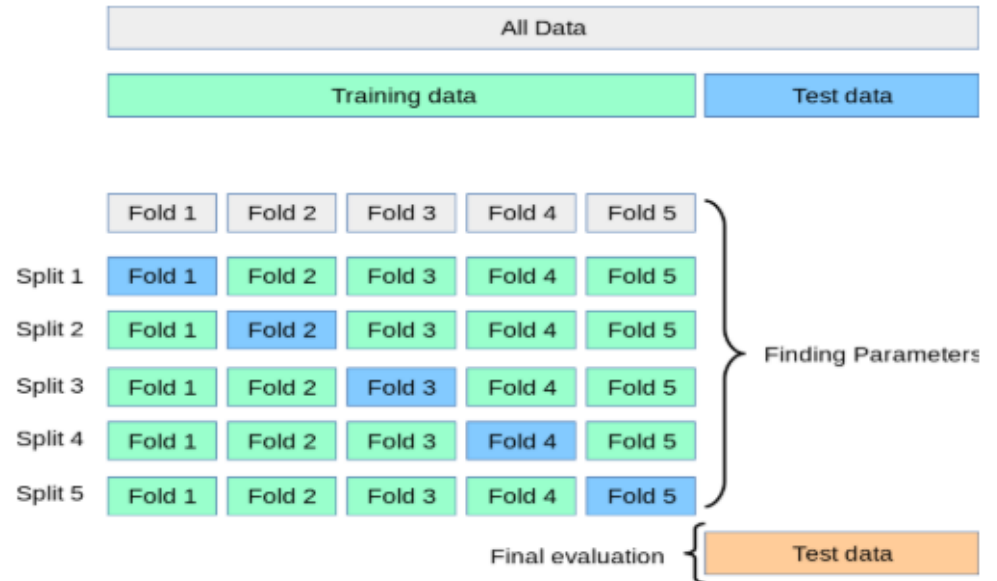 All Data
Training data Test data
Fold 1 Fold 2 Fold 3 Fold 4 Fold 5
Split 1 Fold 1 Fold 2 Fold 3 Fold 4 Fold 5
Split 2 Fold 1 Fold 2 Fold 3 Fold 4 Fold 5
Finding Parameters
Split 3 Fold 1 Fold 2 Fold 3 Fold 4 Fold 5
Split 4 Fold 1 Fold 2 Fold 3 Fold 4 Fold 5
Split 5 Fold 1 Fold 2 Fold 3 Fold 4 Fold 5
Final evaluation Test data